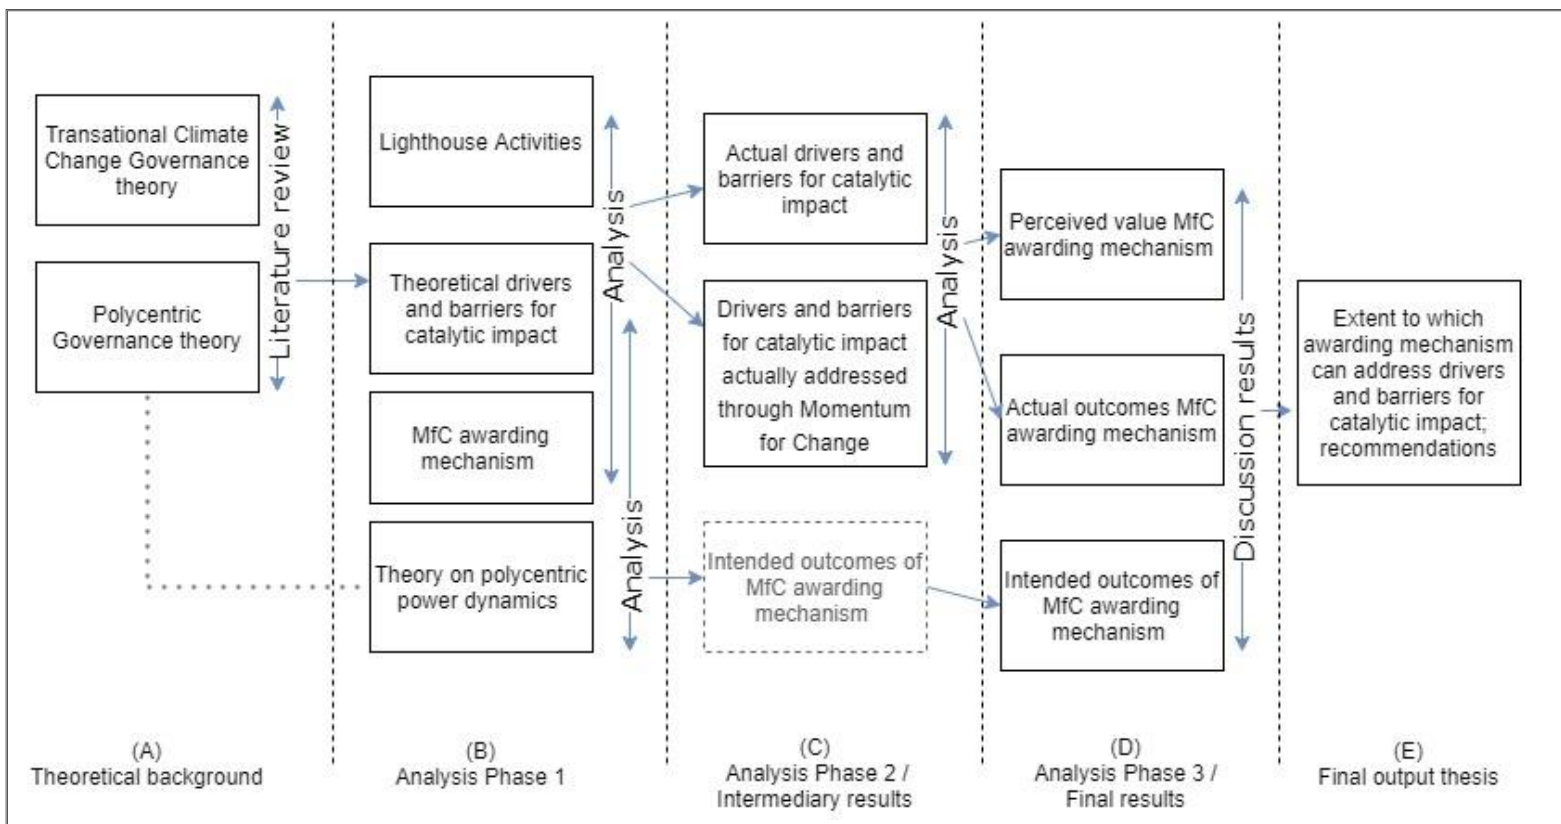 Transational Climate
Change Governance
theory
Polycentric
Governance theory
Literature review
Lighthouse Activities
Theoretical drivers
and barriers for
catalytic impact
MfC awarding
mechanism
Theory on polycentric
power dynamics
Analysis
Analysis
Actual drivers and
barriers for catalytic
impact
Drivers and barriers
for catalytic impact
actually addressed
through Momentum
for Change
Intended outcomes of
MfC awarding
mechanism
Analysis
Perceived value MfC
awarding mechanism
Actual outcomes MfC
awarding mechanism
Intended outcomes of
MfC awarding
mechanism
Discussion results
Extent to which
awarding mechanism
can address drivers
and barriers for
catalytic impact;
recommendations
(A)
Theoretical background
(B)
Analysis Phase 1
(C)
Analysis Phase 2 /
Intermediary results
(D)
Analysis Phase 3 /
Final results
(E)
Final output thesis